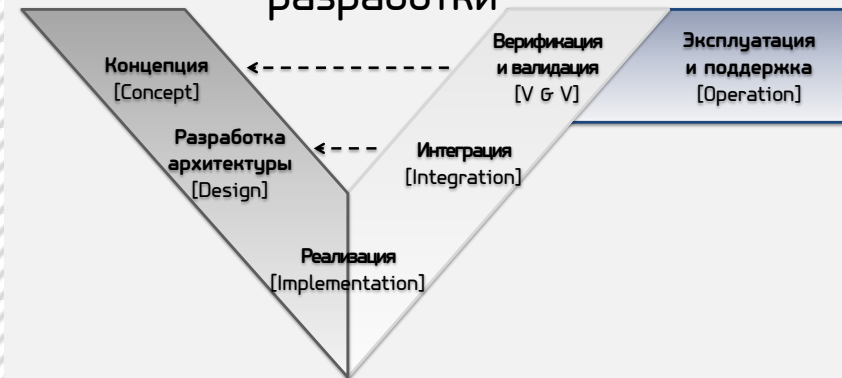 разработки
Концепция
[Concept]
Разработка
архитектуры
[Design]
Реализация
[Implementation]
Интеграция
[Integration]
Верификация
и валидация
[V & V]
Эксплуатация
и поддержка
[Operation]